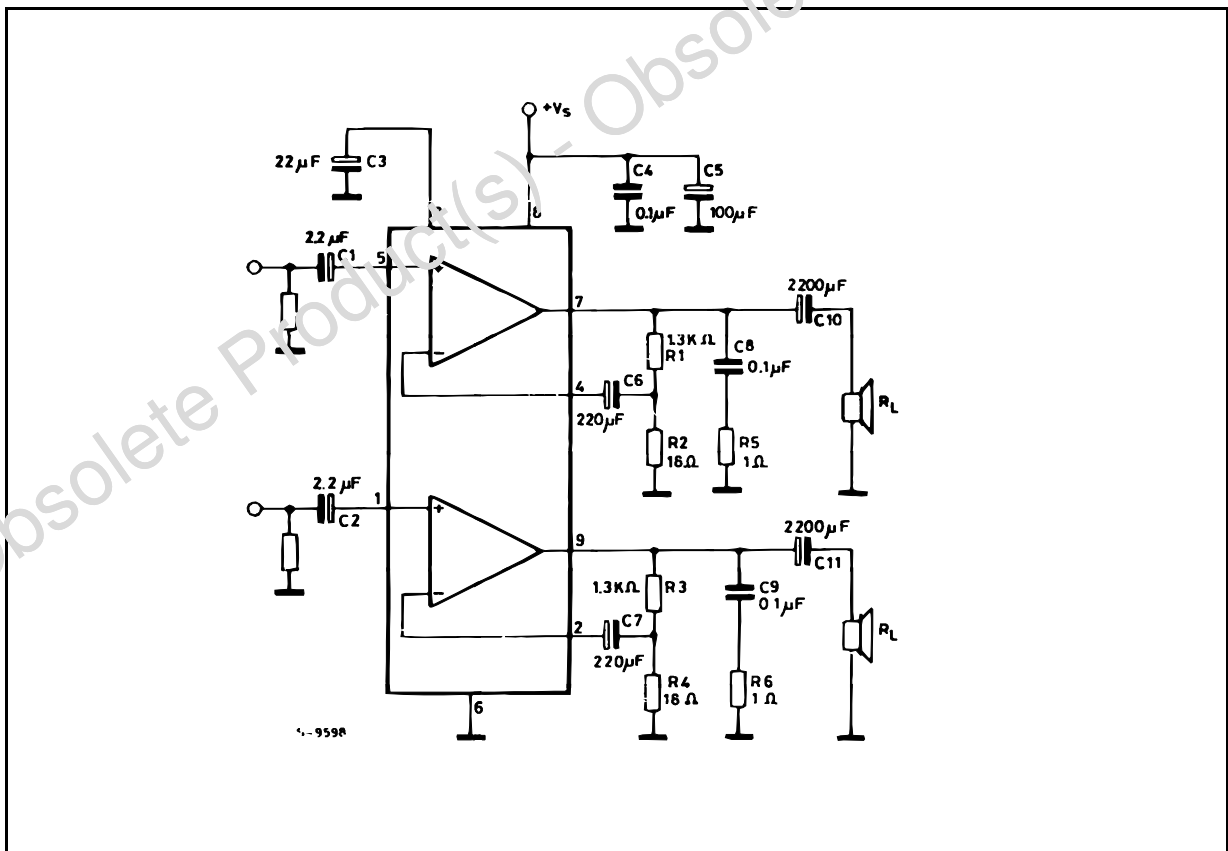 Obsolete Product(s) - Obsolete
+Vs
22µF
C3
C4
0.1µF
C5
100µF
8
2.2µF
C1
5
+
−
7
4
C6
220µF
1.3KΩ
R1
R2
18Ω
C8
0.1µF
R5
1Ω
2200µF
C10
RL
2.2µF
C2
1
+
−
9
2
C7
220µF
1.3KΩ
R3
R4
18Ω
C9
0.1µF
R6
1Ω
2200µF
C11
RL
6